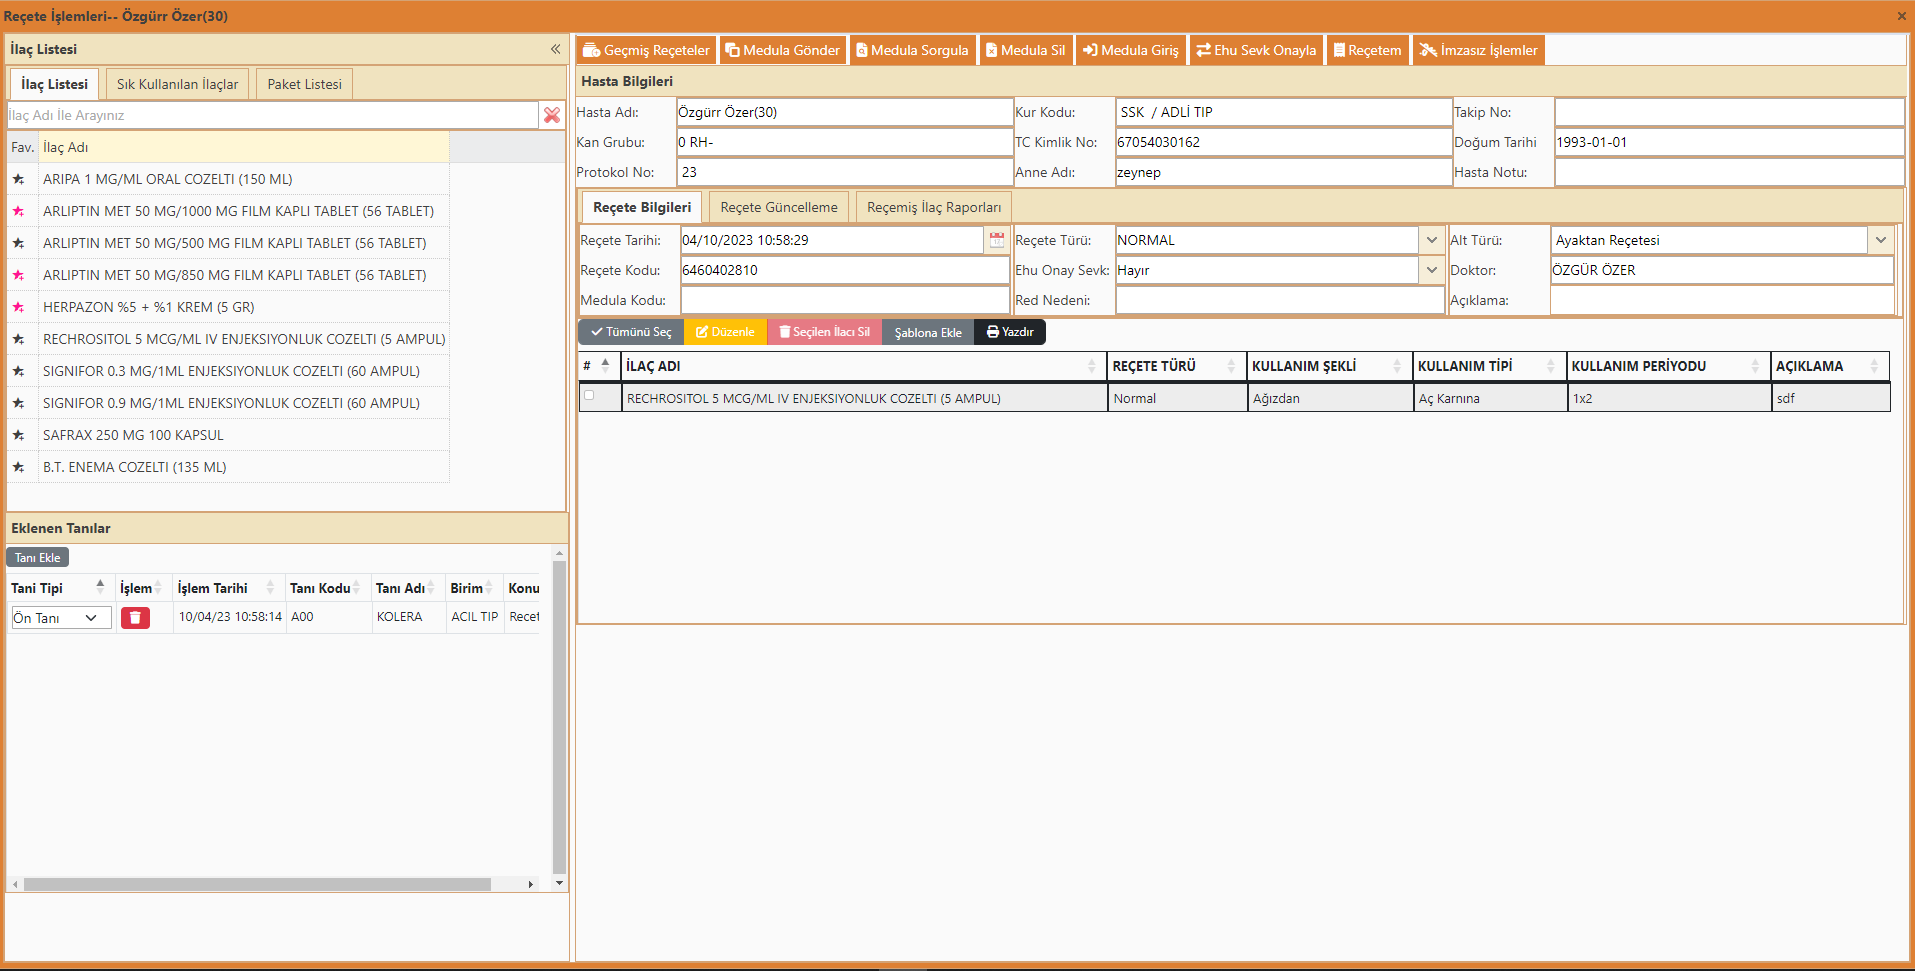 Reçete İşlemleri-- Özgürr Özer(30)
İlaç Listesi
İlaç Listesi Sık Kullanılan İlaçlar Paket Listesi
İlaç Adı İle Arayınız
Fav. İlaç Adı
ARIPA 1 MG/ML ORAL COZELTI (150 ML)
ARLIPTIN MET 50 MG/1000 MG FILM KAPLI TABLET (56 TABLET)
ARLIPTIN MET 50 MG/500 MG FILM KAPLI TABLET (56 TABLET)
ARLIPTIN MET 50 MG/850 MG FILM KAPLI TABLET (56 TABLET)
HERPAZON %5 + %1 KREM (5 GR)
RECHROSITOL 5 MCG/ML IV ENJEKSIYONLUK COZELTI (5 AMPUL)
SIGNIFOR 0.3 MG/1ML ENJEKSIYONLUK COZELTI (60 AMPUL)
SIGNIFOR 0.9 MG/1ML ENJEKSIYONLUK COZELTI (60 AMPUL)
SAFRAX 250 MG 100 KAPSUL
B.T. ENEMA COZELTI (135 ML)
Eklenen Tanılar
Tanı Ekle
Tani Tipi İşlem İşlem Tarihi Tanı Kodu Tanı Adı Birim Konu
Ön Tanı 10/04/23 10:58:14 A00 KOLERA ACIL TIP Recet
Geçmiş Reçeteler Medula Gönder Medula Sorgula Medula Sil Medula Giriş Ehu Sevk Onayla Reçetem İmzasız İşlemler
Hasta Bilgileri
Hasta Adı: Özgürr Özer(30) Kur Kodu: SSK / ADLİ TIP Takip No:
Kan Grubu: 0 RH- TC Kimlik No: 67054030162 Doğum Tarihi 1993-01-01
Protokol No: 23 Anne Adı: zeynep Hasta Notu:
Reçete Bilgileri Reçete Güncelleme Reçemiş İlaç Raporları
Reçete Tarihi: 04/10/2023 10:58:29 Reçete Türü: NORMAL Alt Türü: Ayaktan Reçetesi
Reçete Kodu: 6460402810 Ehu Onay Sevk: Hayır Doktor: ÖZGÜR ÖZER
Medula Kodu: Red Nedeni: Açıklama:
Tümünü Seç Düzenle Seçilen İlacı Sil Şablona Ekle Yazdır
# İLAÇ ADI REÇETE TÜRÜ KULLANIM ŞEKLİ KULLANIM TİPİ KULLANIM PERİYODU AÇIKLAMA
RECHROSITOL 5 MCG/ML IV ENJEKSIYONLUK COZELTI (5 AMPUL) Normal Ağızdan Aç Karnına 1x2 sdf